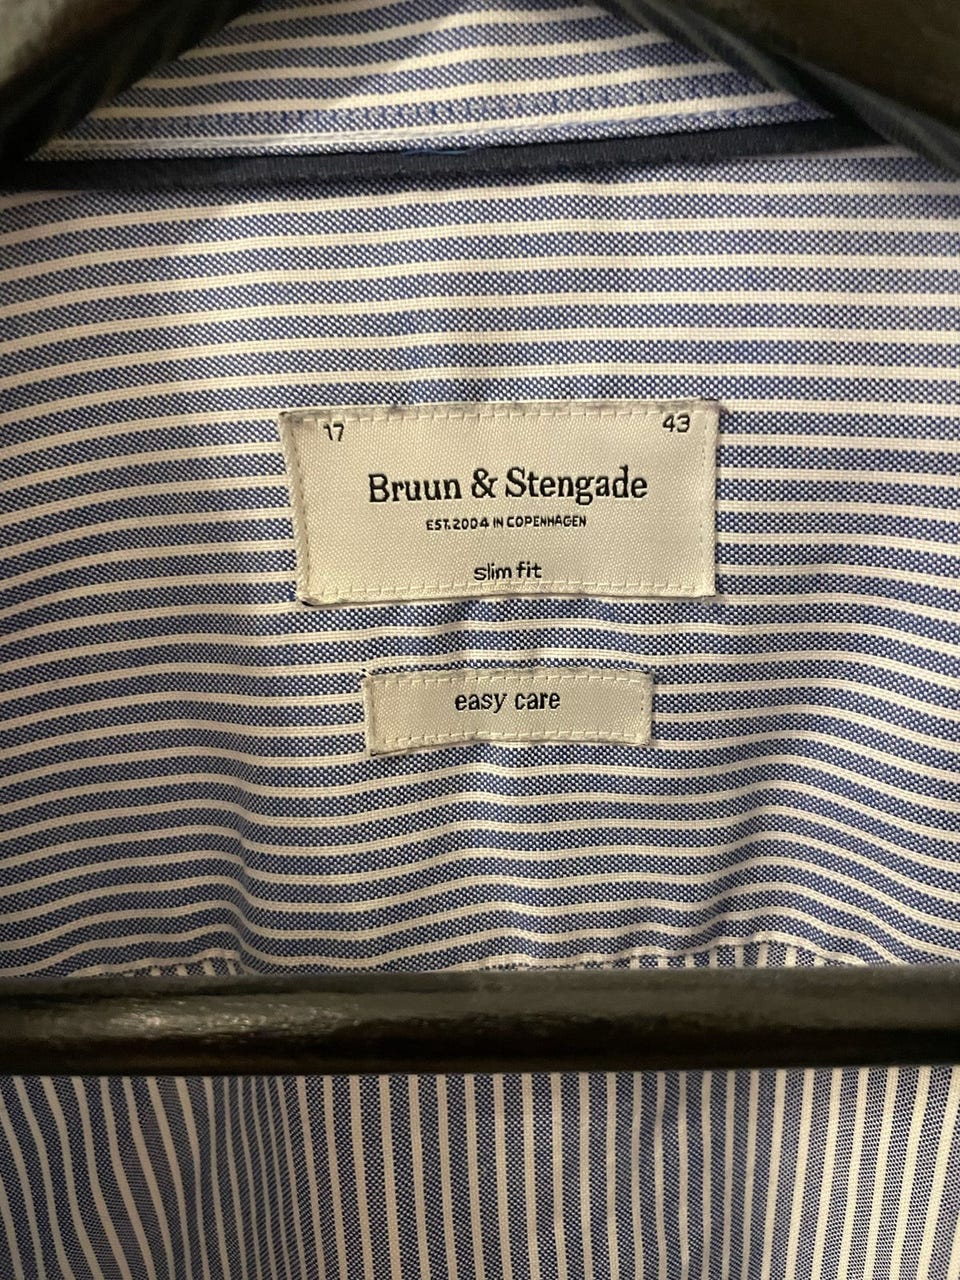 17 43
Bruun & Stengade
EST. 2004 IN COPENHAGEN
slim fit
easy care